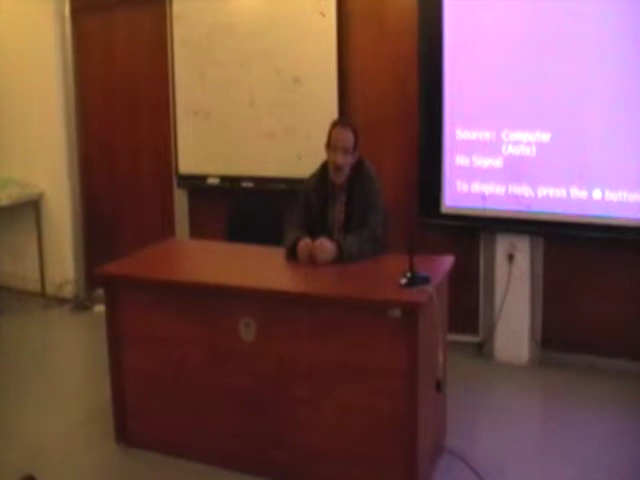 Source: Computer
(Auto)
No Signal
To display Help, press the button